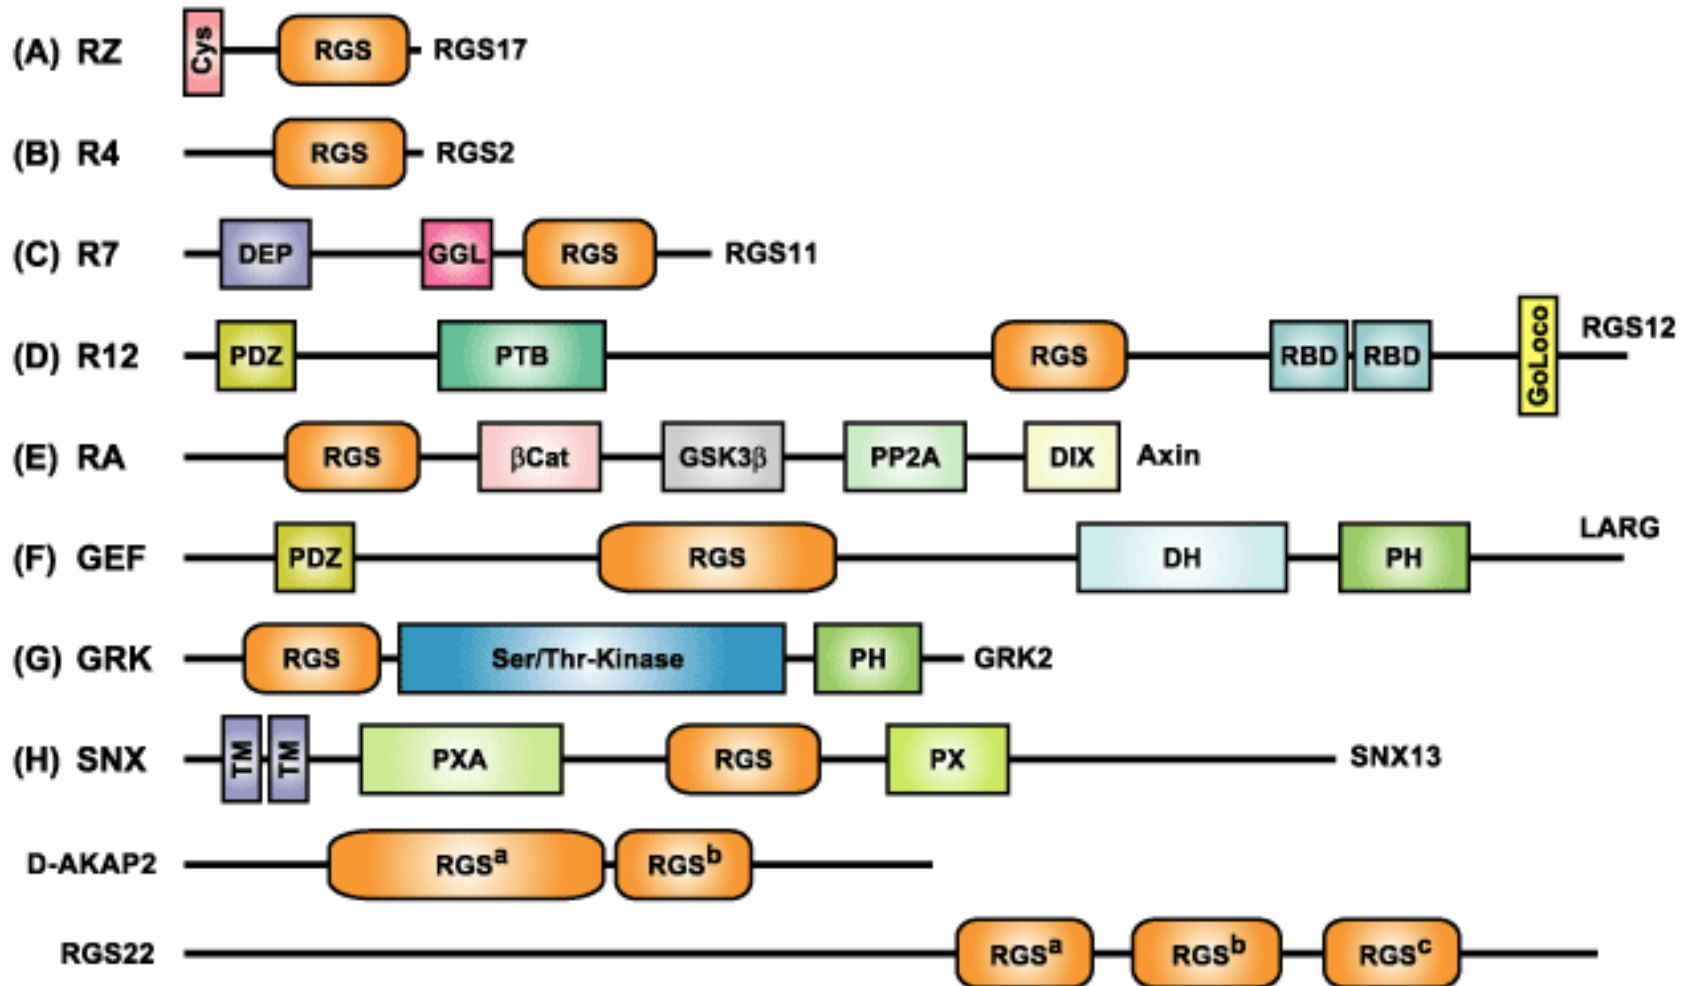 (A) RZ Cys RGS RGS17
(B) R4 RGS RGS2
(C) R7 DEP GGL RGS RGS11
(D) R12 PDZ PTB RGS RBD RBD GoLoco RGS12
(E) RA RGS βCat GSK3β PP2A DIX Axin
(F) GEF PDZ RGS DH PH LARG
(G) GRK RGS Ser/Thr-Kinase PH GRK2
(H) SNX TM TM PXA RGS PX SNX13
D-AKAP2 RGSa RGSb
RGS22 RGSa RGSb RGSc